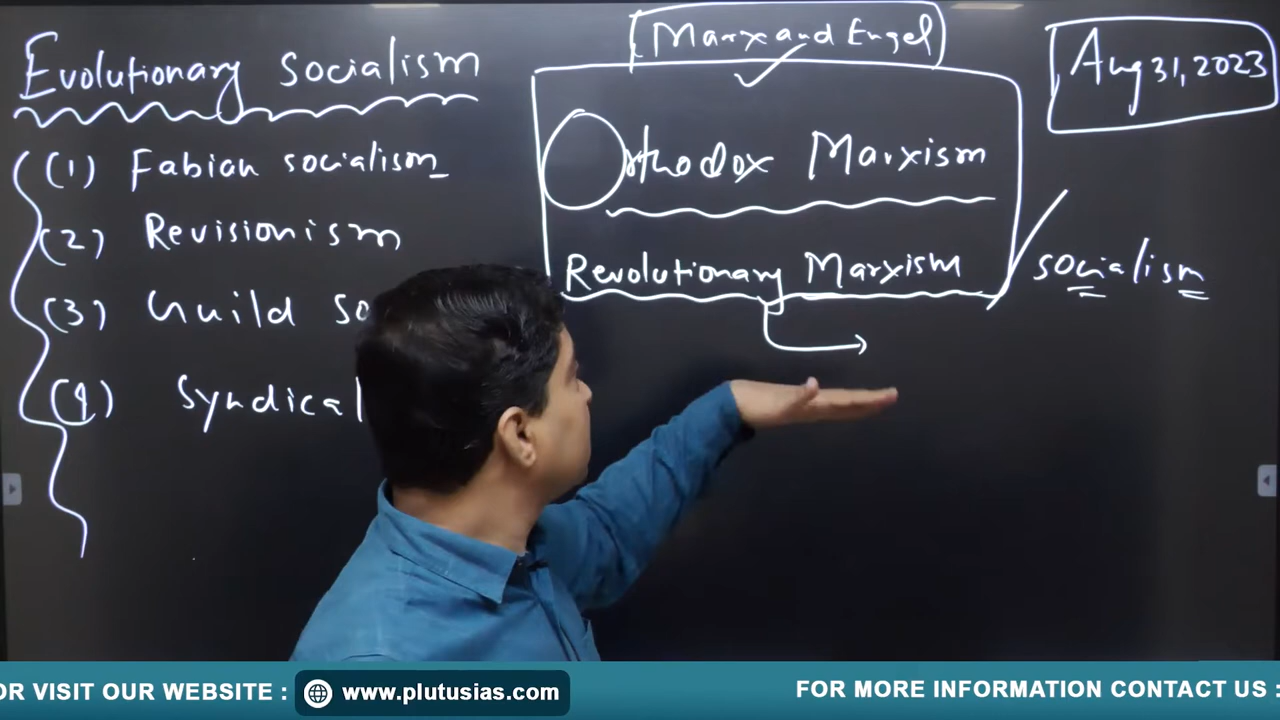 Evolutionary Socialism
(1) Fabian socialism
(2) Revisionism
(3) Guild so
(4) Syndical
Marx and Engel
Orthodox Marxism
Revolutionary Marxism
Aug 31, 2023
socialism
OR VISIT OUR WEBSITE : www.plutusias.com
FOR MORE INFORMATION CONTACT US :